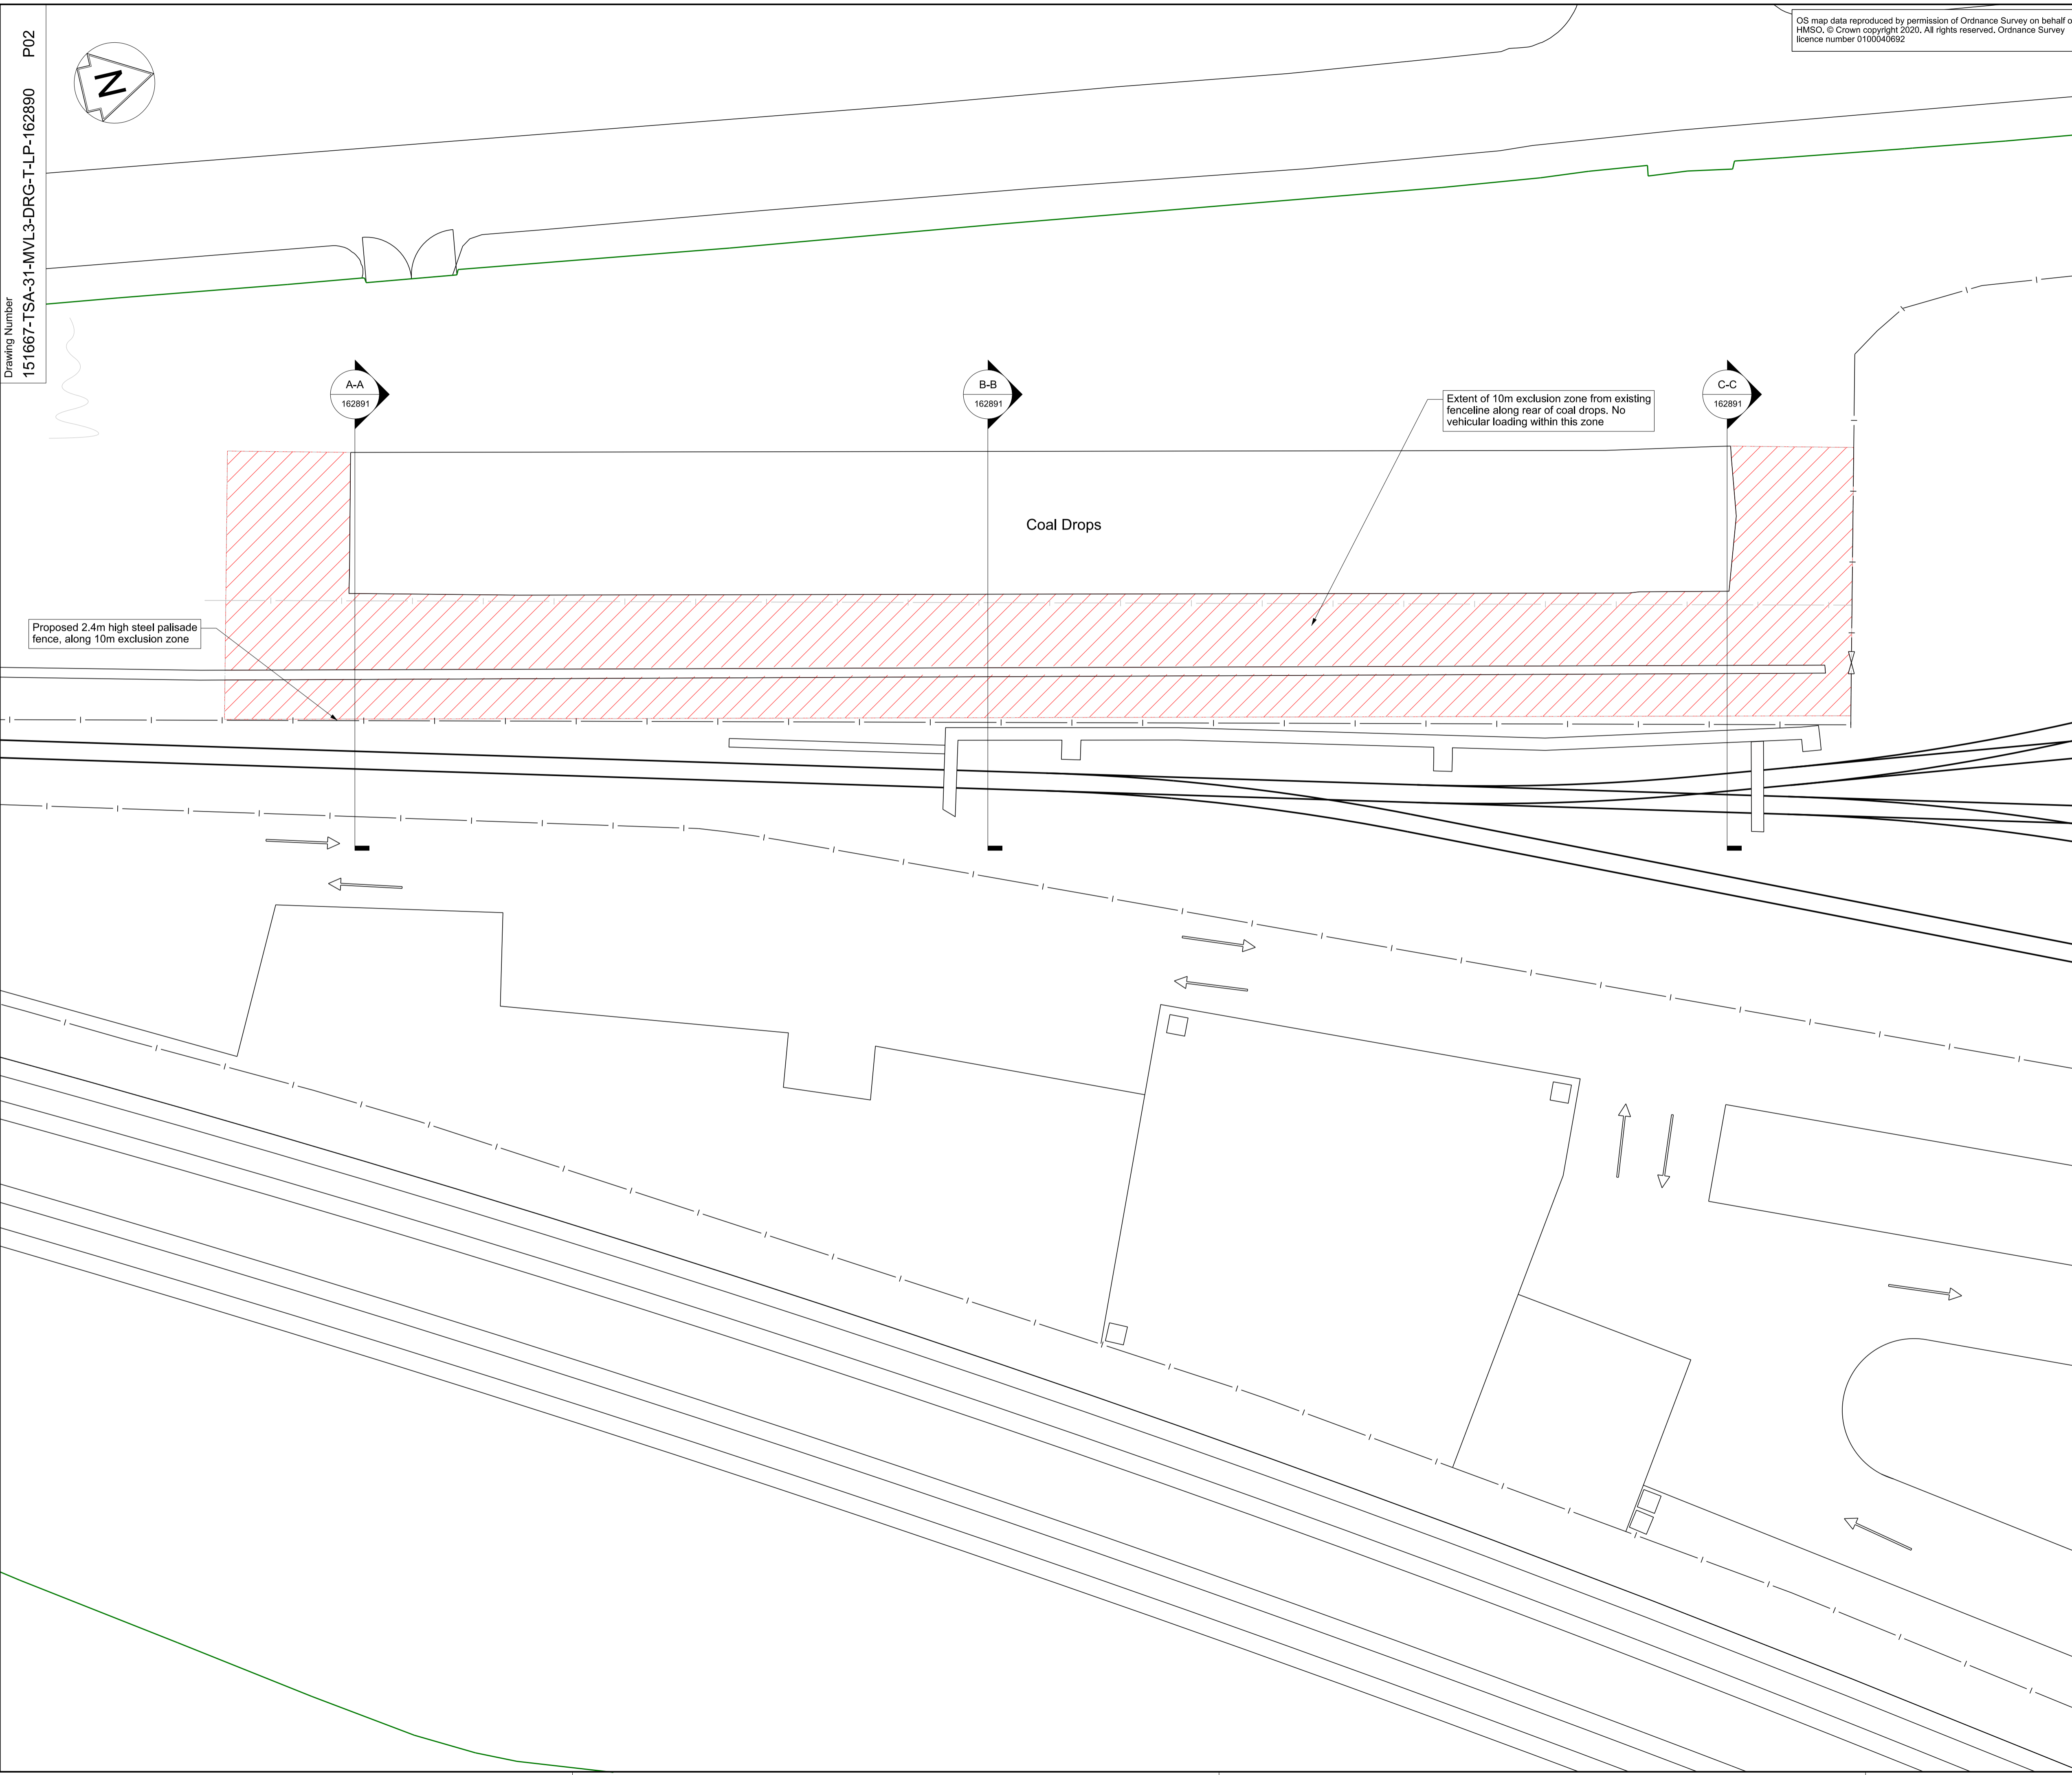 Drawing Number
151667-TSA-31-MVL3-DRG-T-LP-162890 P02
N
OS map data reproduced by permission of Ordnance Survey on behalf o
HMSO. © Crown copyright 2020. All rights reserved. Ordnance Survey
licence number 0100040692
A-A
162891
B-B
162891
C-C
162891
Extent of 10m exclusion zone from existing
fenceline along rear of coal drops. No
vehicular loading within this zone
Coal Drops
Proposed 2.4m high steel palisade
fence, along 10m exclusion zone